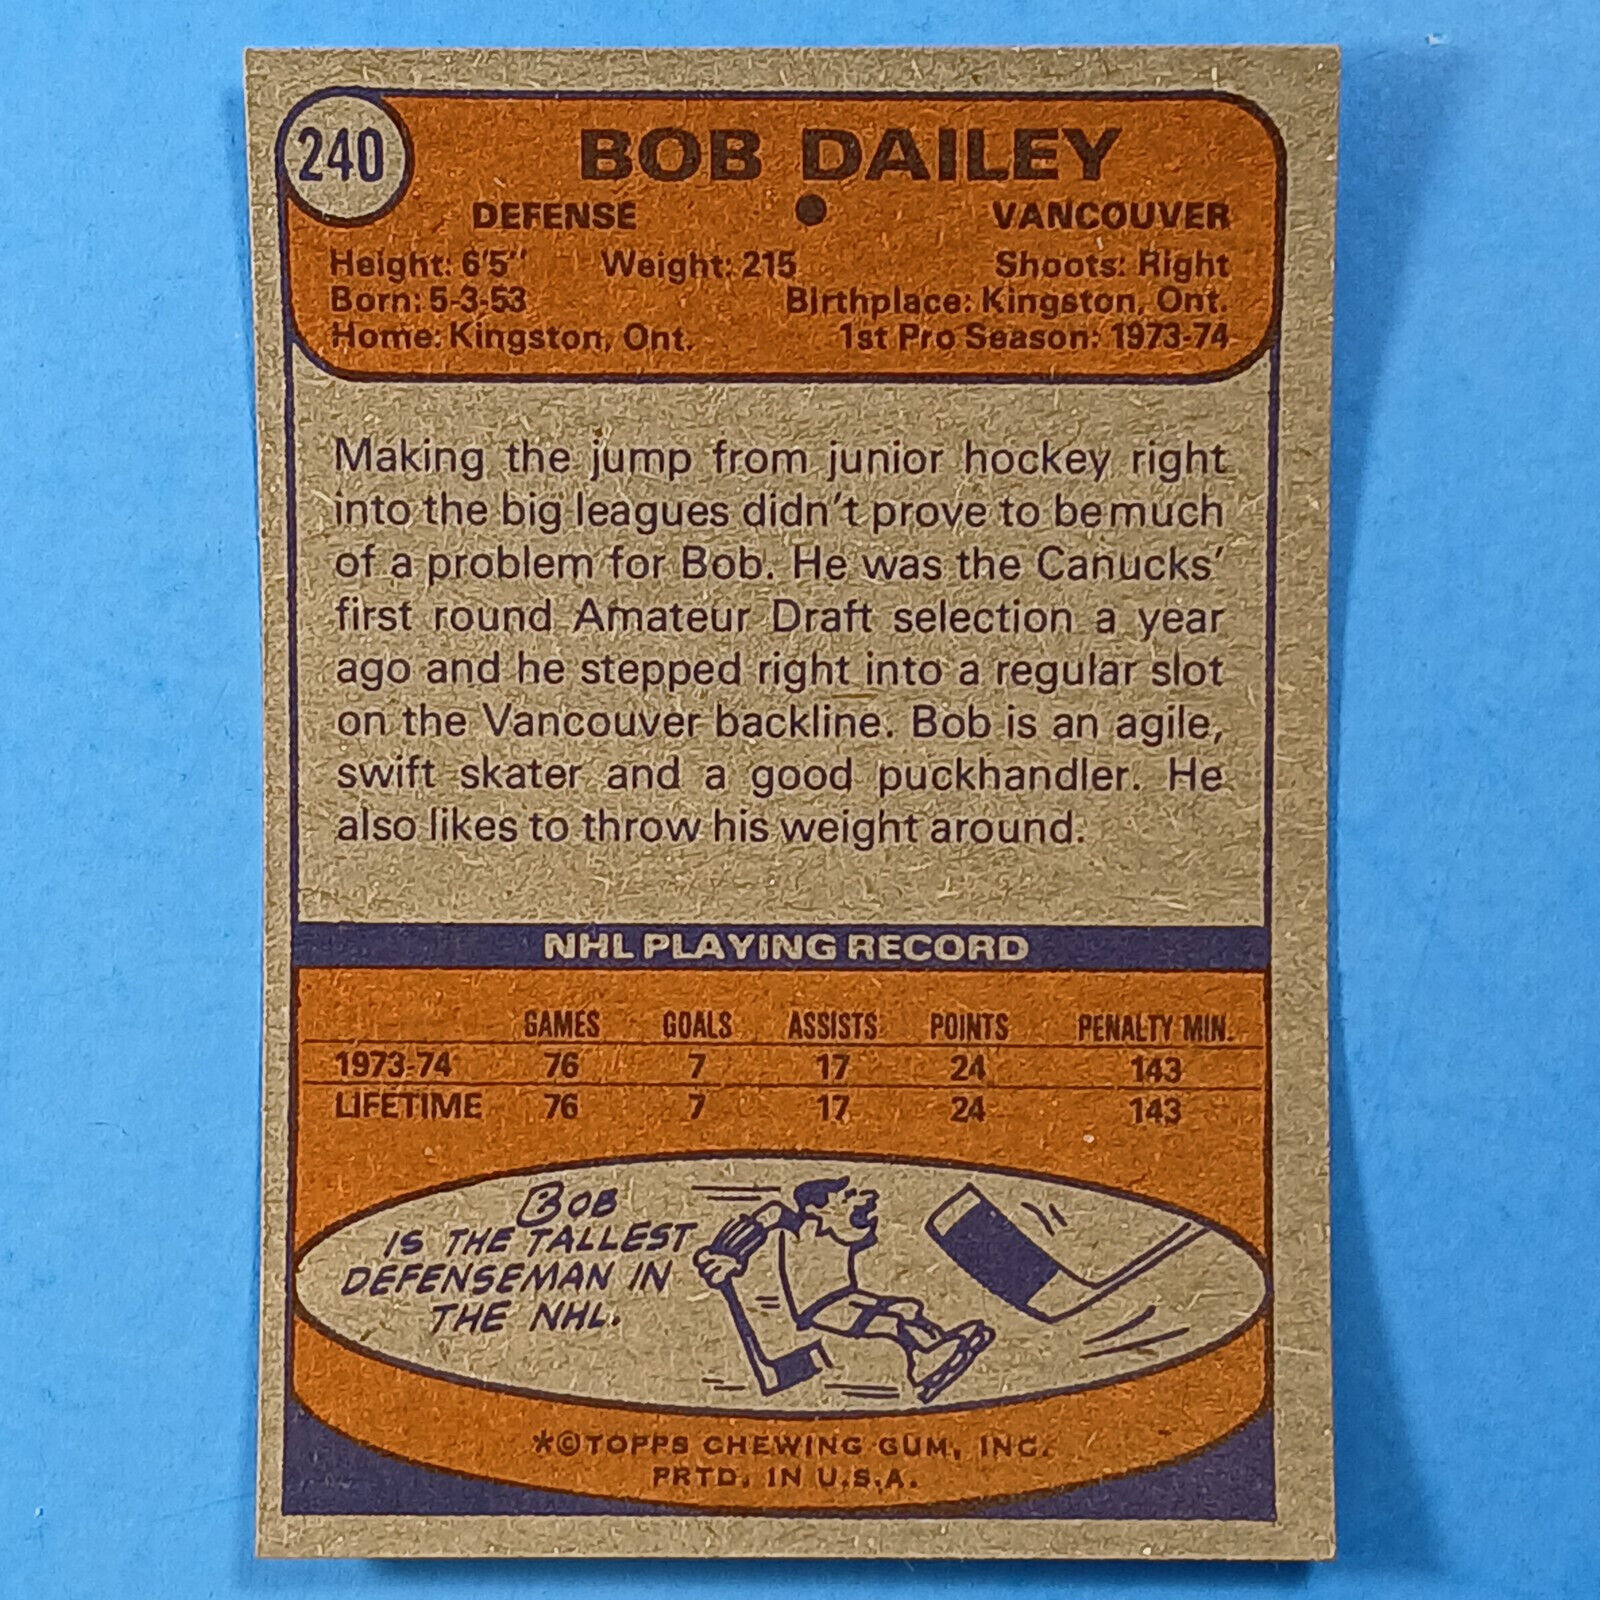 240
BOB DAILEY
DEFENSE ● VANCOUVER
Height: 6'5" Weight: 215 Shoots: Right
Born: 5-3-53 Birthplace: Kingston, Ont.
Home: Kingston, Ont. 1st Pro Season: 1973-74
Making the jump from junior hockey right
into the big leagues didn't prove to be much
of a problem for Bob. He was the Canucks'
first round Amateur Draft selection a year
ago and he stepped right into a regular slot
on the Vancouver backline. Bob is an agile,
swift skater and a good puckhandler. He
also likes to throw his weight around.
NHL PLAYING RECORD
GAMES GOALS ASSISTS POINTS PENALTY MIN.
1973-74 76 7 17 24 143
LIFETIME 76 7 17 24 143
BOB
IS THE TALLEST
DEFENSEMAN IN
THE NHL.
*©TOPPS CHEWING GUM, INC.
PRTD. IN U.S.A.